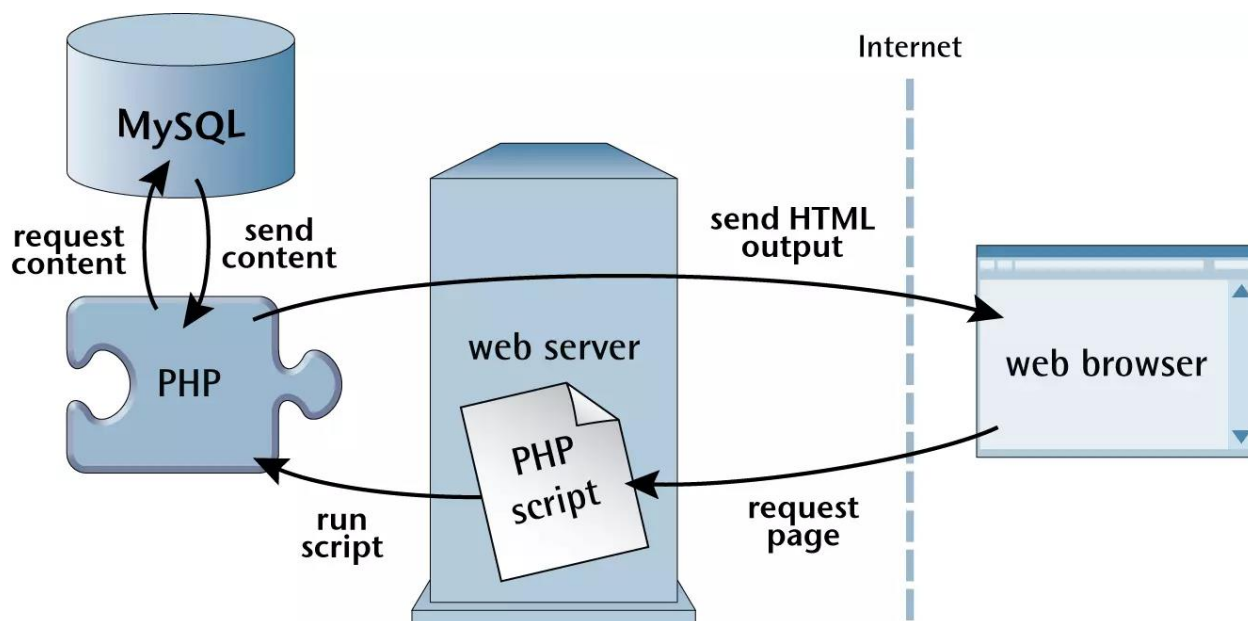 Internet
MySQL
request
content
send
content
send HTML
output
PHP
web server
web browser
PHP
script
run
script
request
page